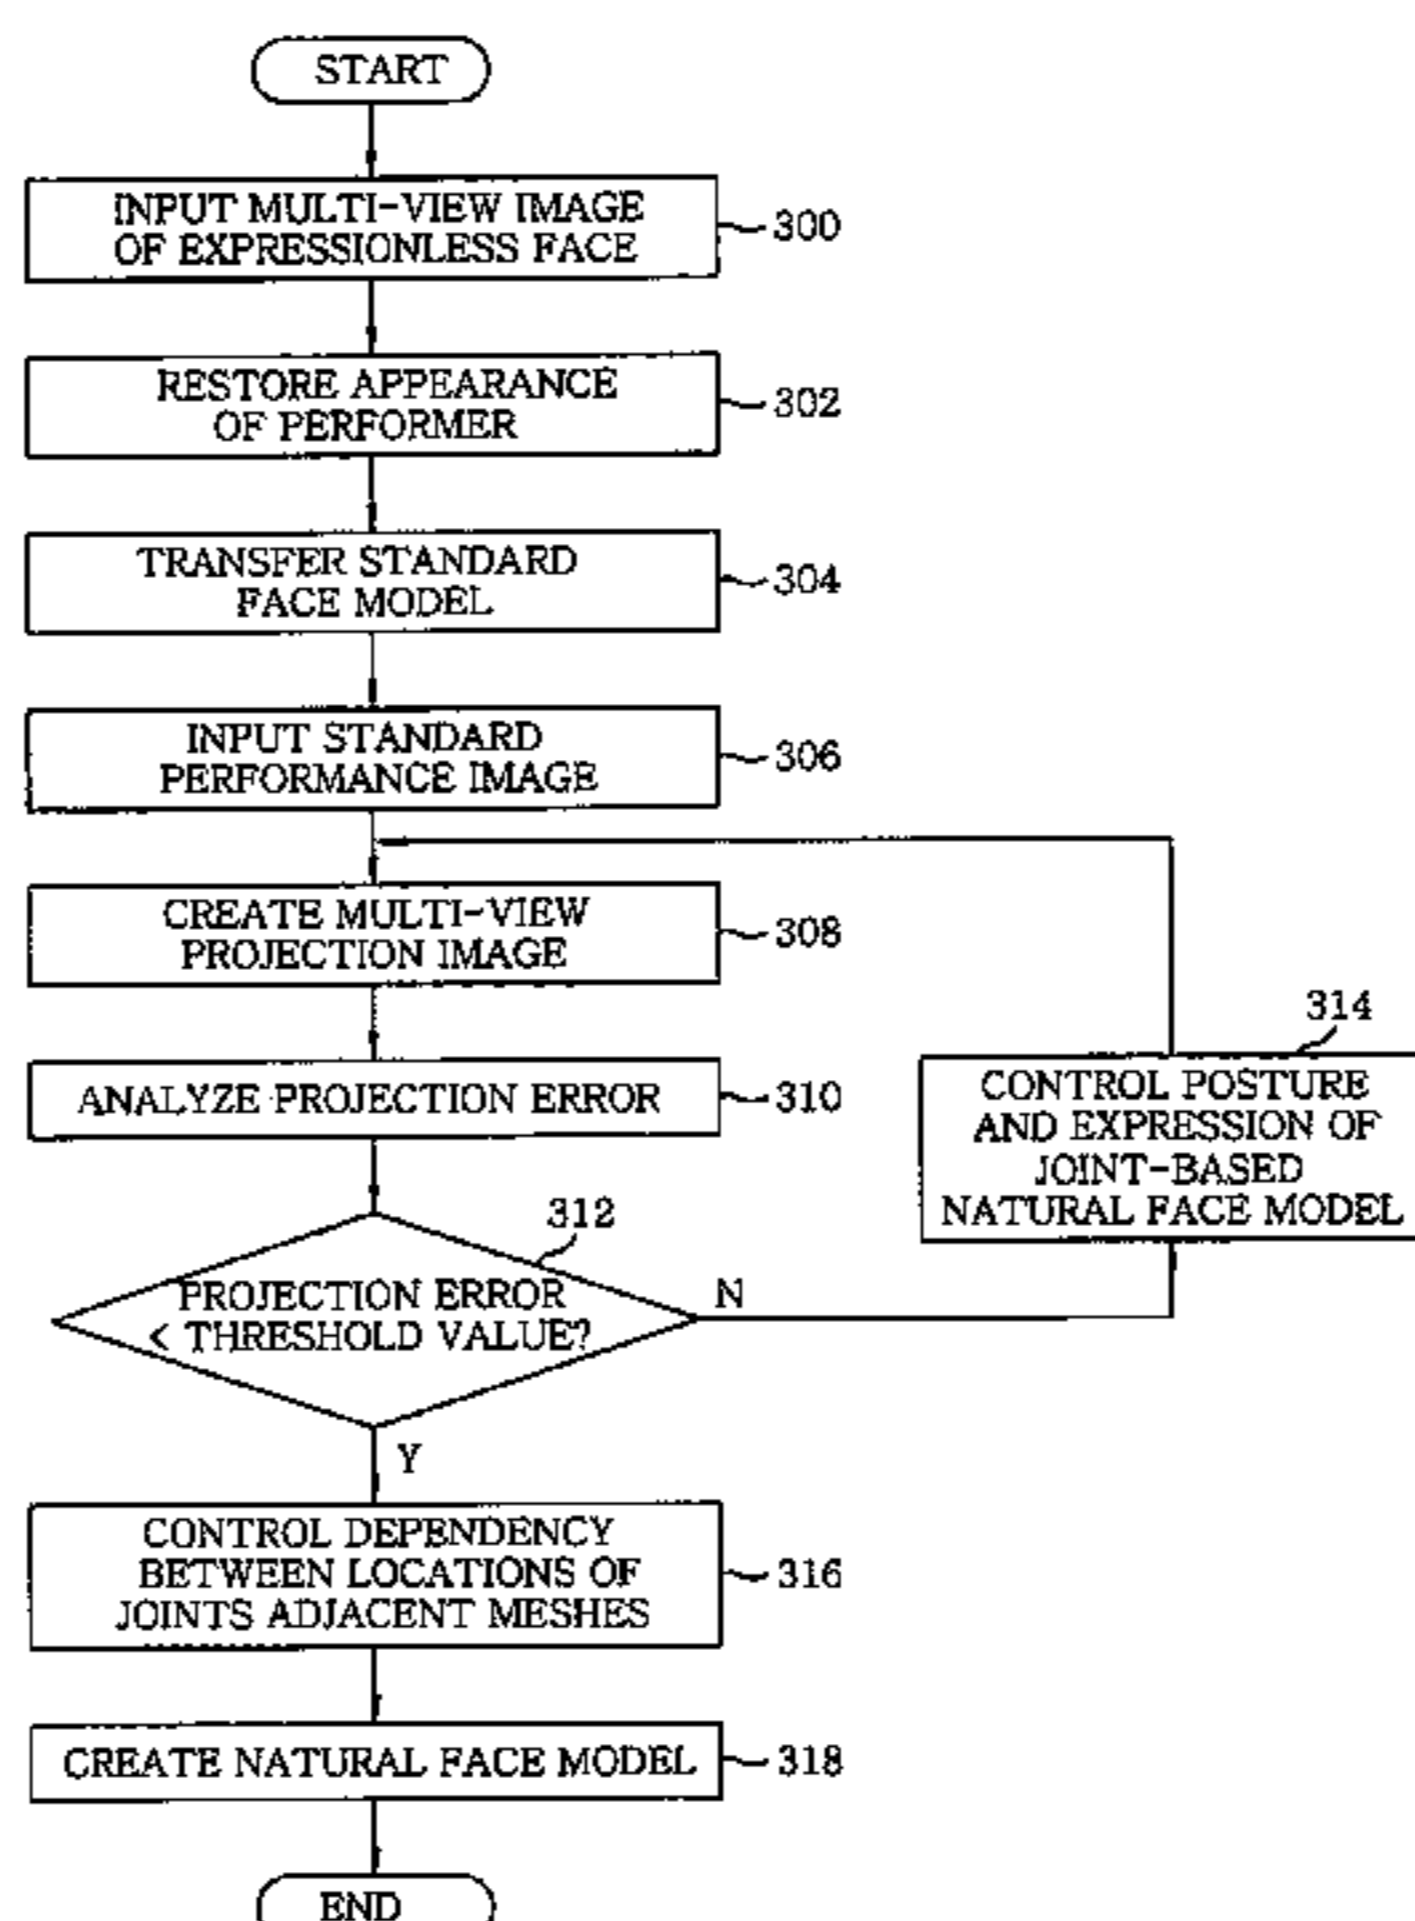 START
INPUT MULTI-VIEW IMAGE
OF EXPRESSIONLESS FACE
300
RESTORE APPEARANCE
OF PERFORMER
302
TRANSFER STANDARD
FACE MODEL
304
INPUT STANDARD
PERFORMANCE IMAGE
306
CREATE MULTI-VIEW
PROJECTION IMAGE
308
ANALYZE PROJECTION ERROR
310
314
CONTROL POSTURE
AND EXPRESSION OF
JOINT-BASED
NATURAL FACE MODEL
312
PROJECTION ERROR
< THRESHOLD VALUE?
N
Y
CONTROL DEPENDENCY
BETWEEN LOCATIONS OF
JOINTS ADJACENT MESHES
316
CREATE NATURAL FACE MODEL
318
END